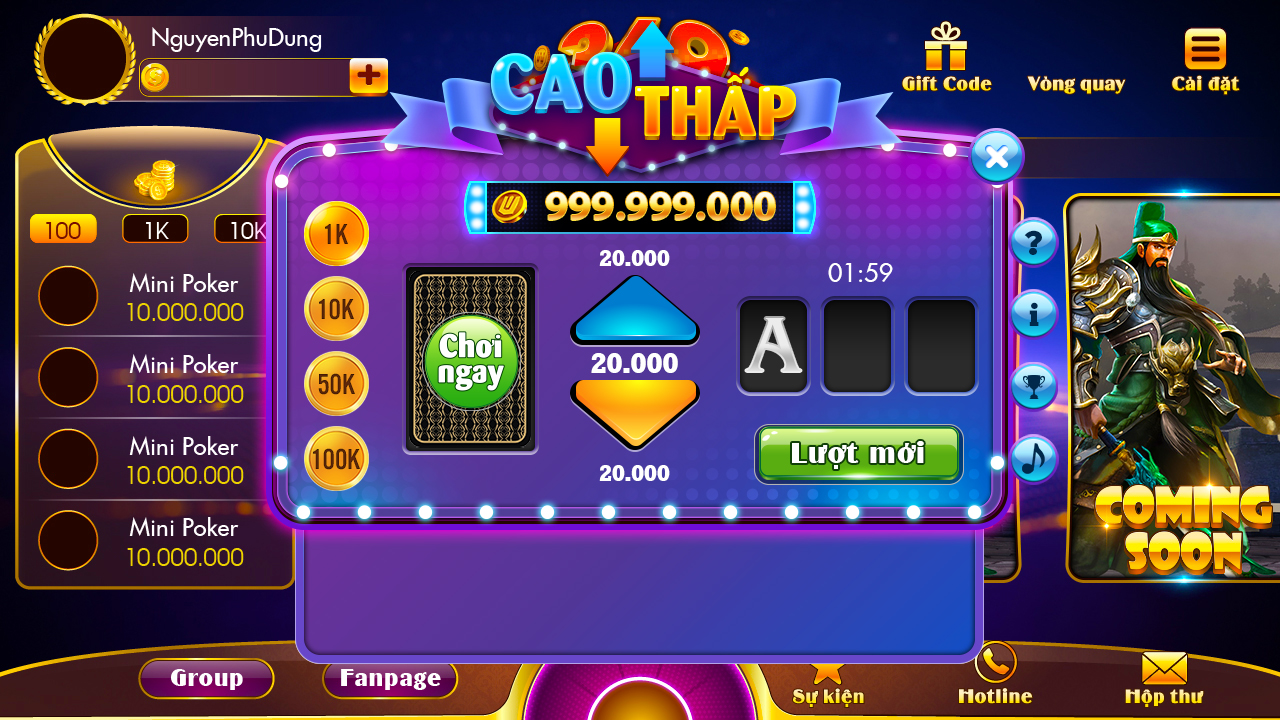 NguyenPhuDung
CAO
THẤP
Gift Code
Vòng quay
Cài đặt
999.999.000
100
1K
10K
Mini Poker
10.000.000
Mini Poker
10.000.000
Mini Poker
10.000.000
Mini Poker
10.000.000
1K
10K
50K
100K
Chơi
ngay
20.000
20.000
20.000
01:59
A
Lượt mới
?
i
COMING
SOON
Group
Fanpage
Sự kiện
Hotline
Hộp thư